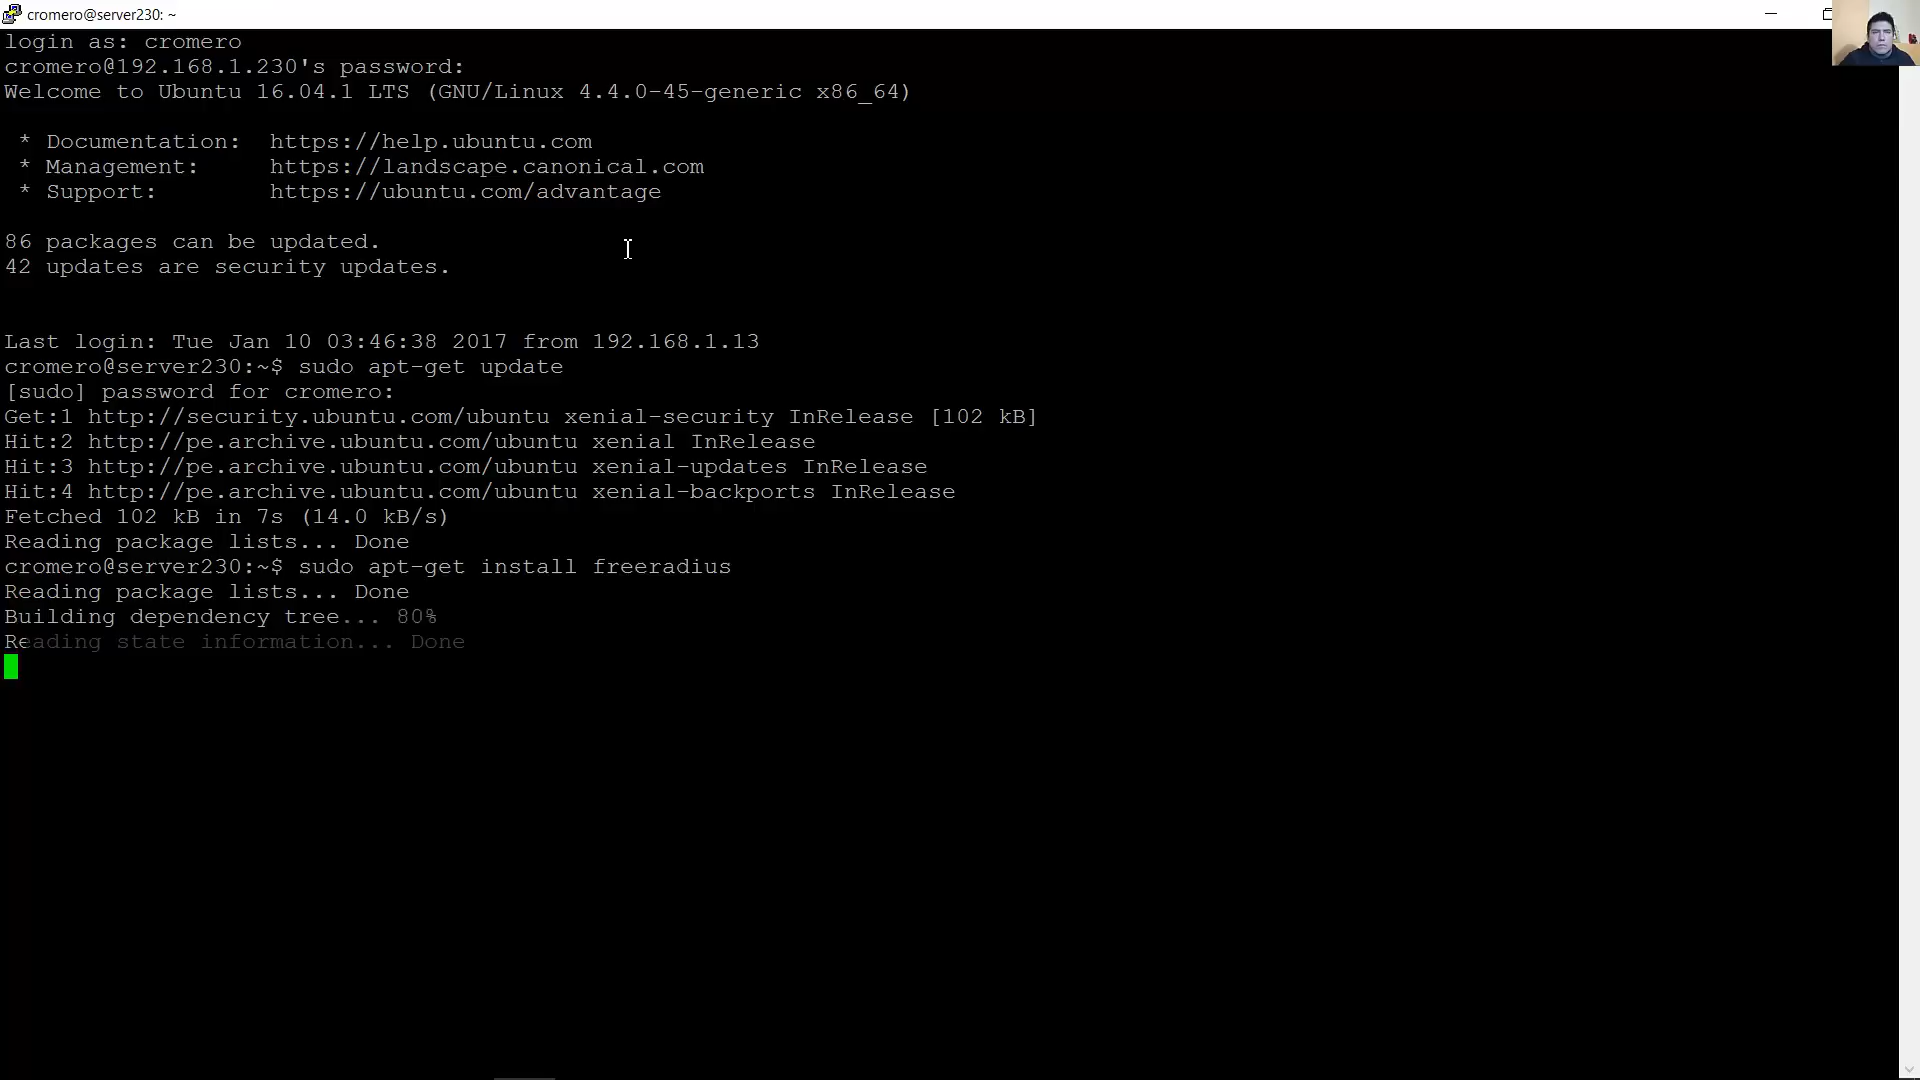 cromero@server230: ~
login as: cromero
cromero@192.168.1.230's password:
Welcome to Ubuntu 16.04.1 LTS (GNU/Linux 4.4.0-45-generic x86_64)
* Documentation:  https://help.ubuntu.com
* Management:     https://landscape.canonical.com
* Support:        https://ubuntu.com/advantage
86 packages can be updated.
42 updates are security updates.
Last login: Tue Jan 10 03:46:38 2017 from 192.168.1.13
cromero@server230:~$ sudo apt-get update
[sudo] password for cromero:
Get:1 http://security.ubuntu.com/ubuntu xenial-security InRelease [102 kB]
Hit:2 http://pe.archive.ubuntu.com/ubuntu xenial InRelease
Hit:3 http://pe.archive.ubuntu.com/ubuntu xenial-updates InRelease
Hit:4 http://pe.archive.ubuntu.com/ubuntu xenial-backports InRelease
Fetched 102 kB in 7s (14.0 kB/s)
Reading package lists... Done
cromero@server230:~$ sudo apt-get install freeradius
Reading package lists... Done
Building dependency tree... 80%
Reading state information... Done